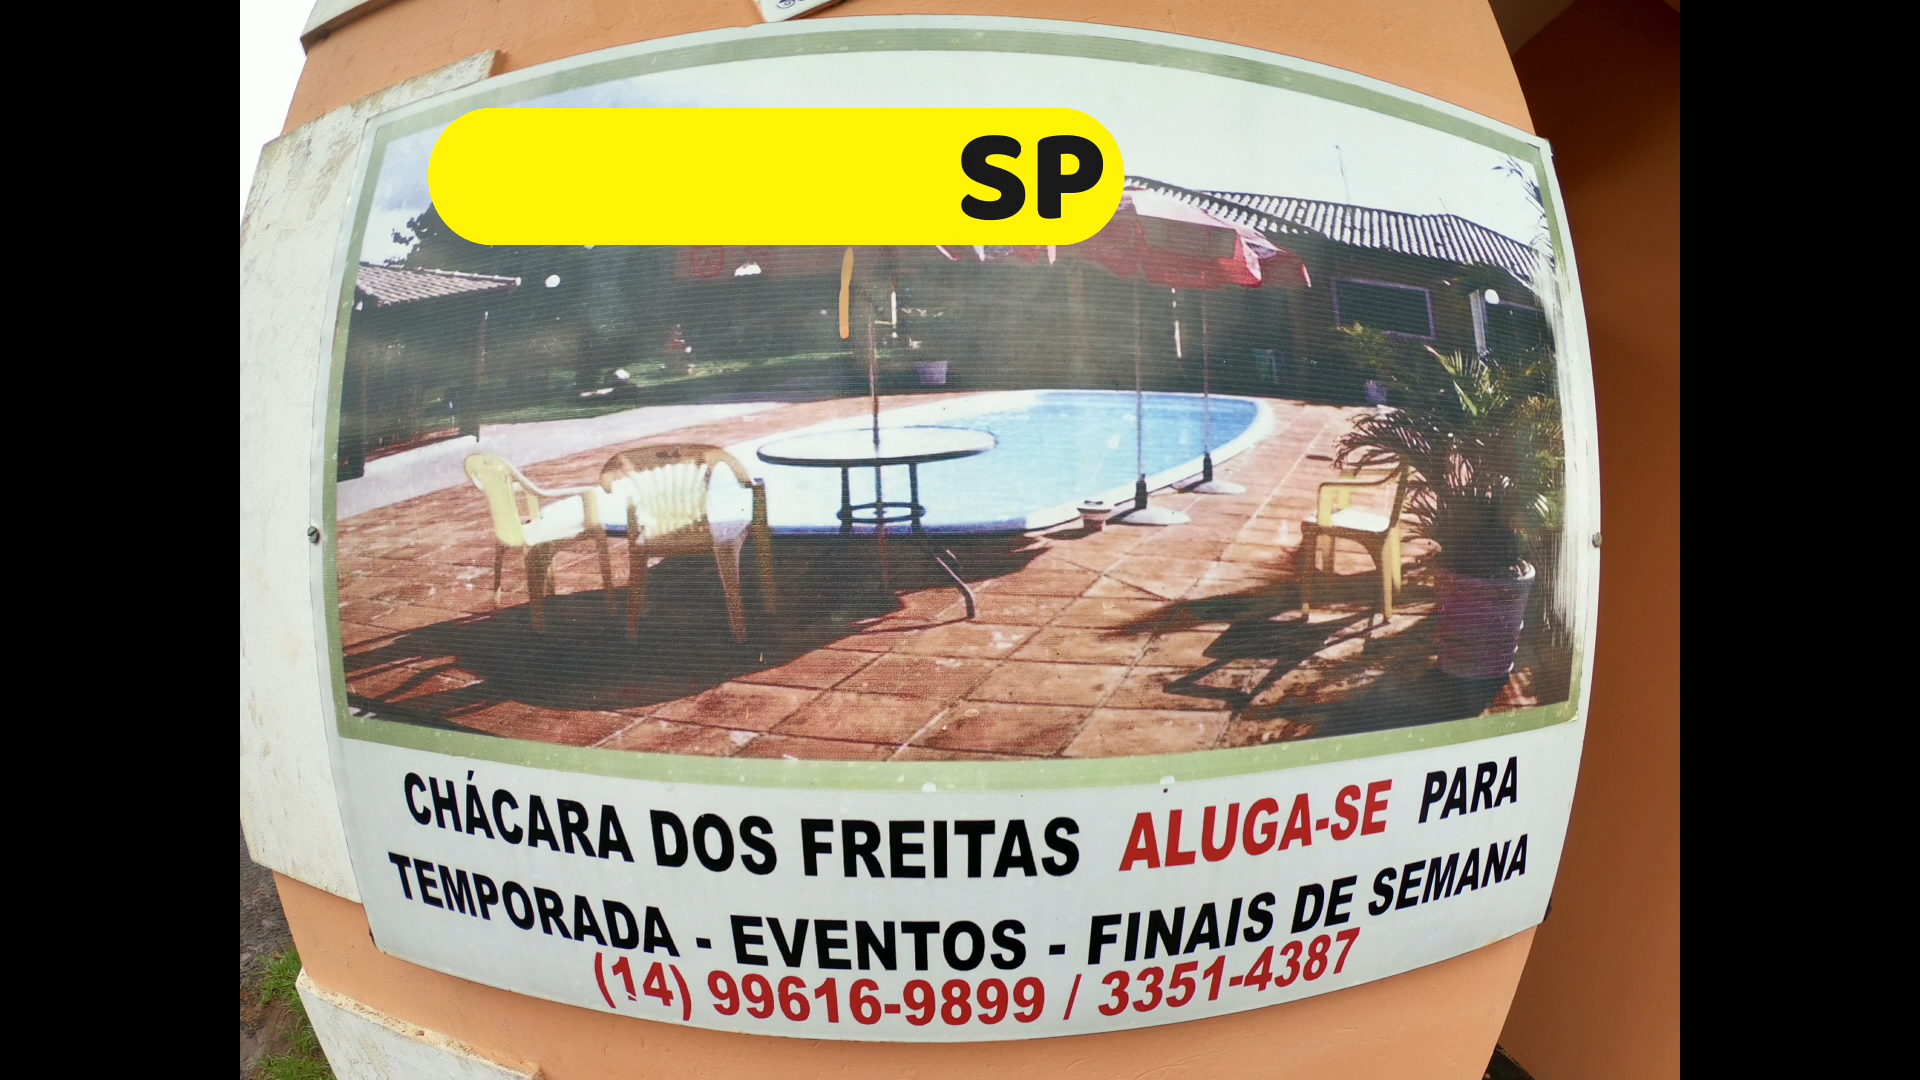 SP
CHÁCARA DOS FREITAS ALUGA-SE PARA
TEMPORADA - EVENTOS - FINAIS DE SEMANA
(14) 99616-9899 / 3351-4387